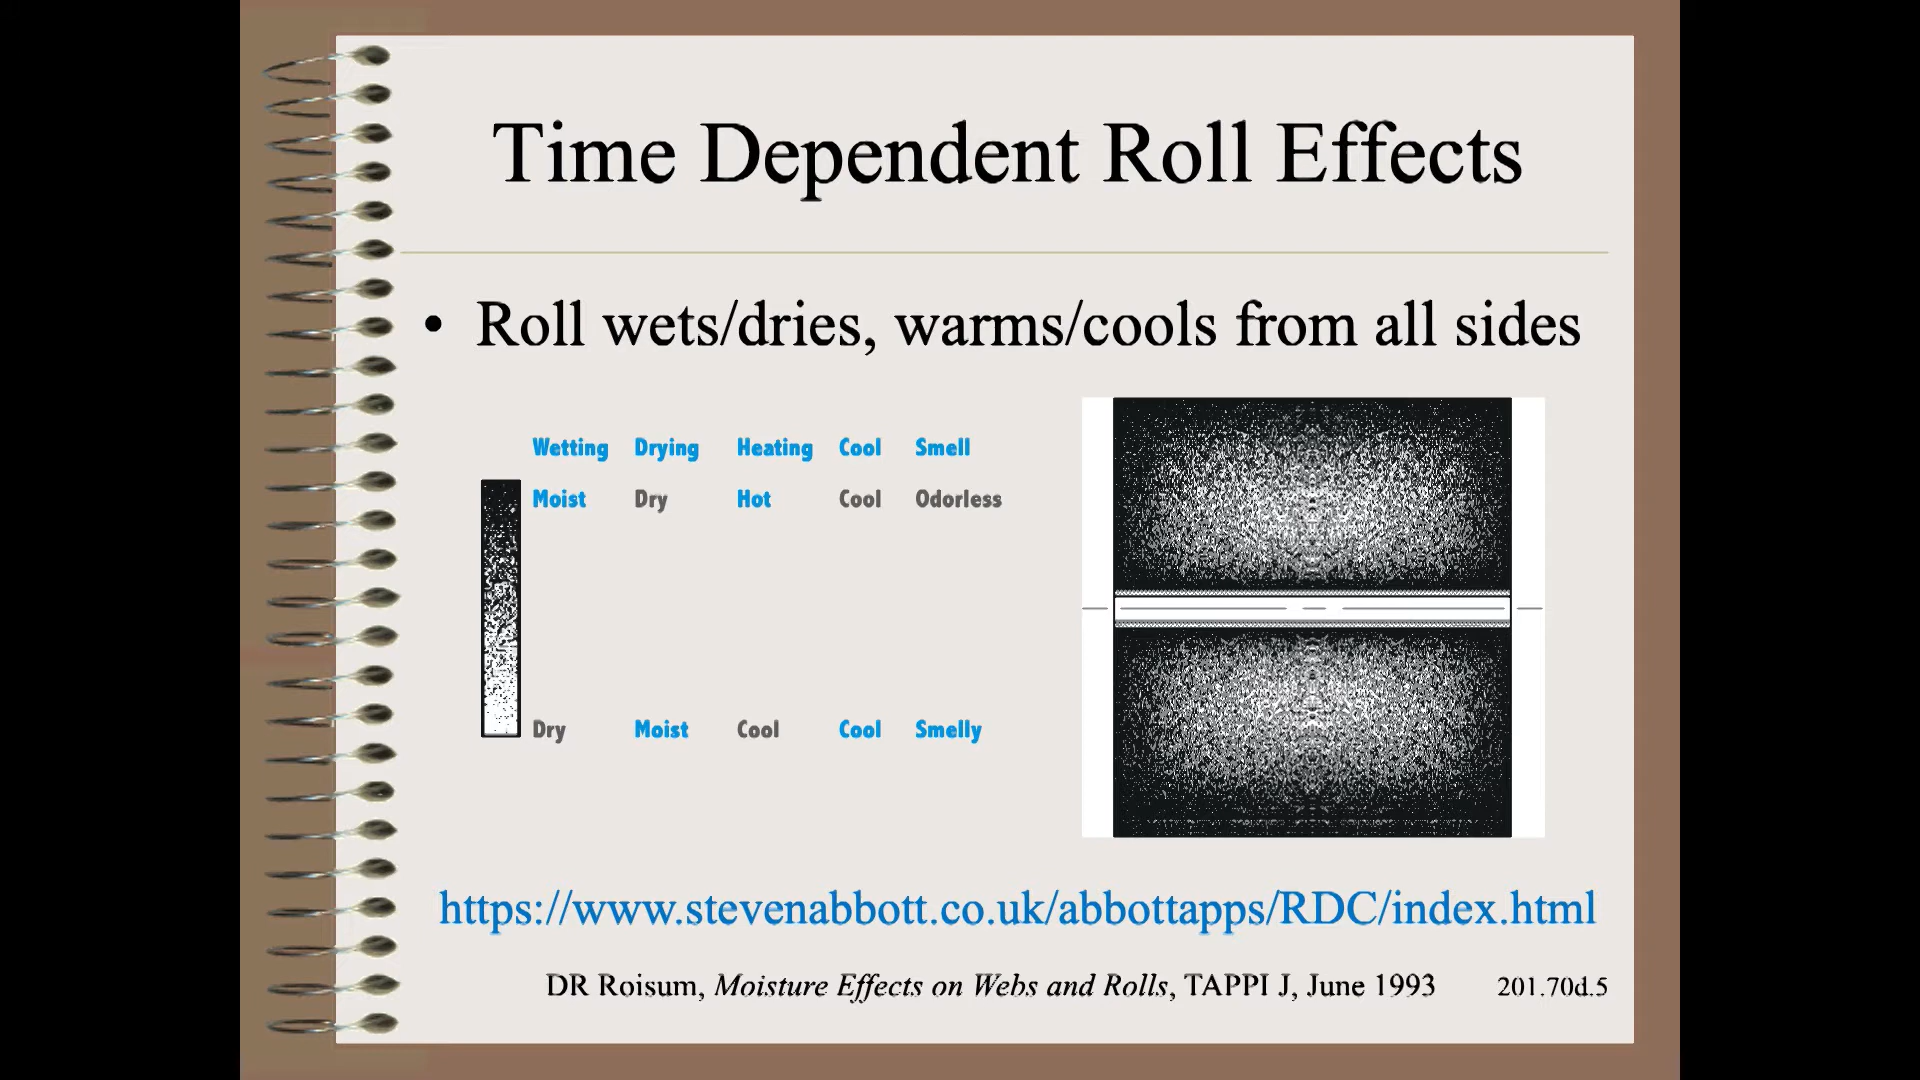 Time Dependent Roll Effects
• Roll wets/dries, warms/cools from all sides
Wetting Drying Heating Cool Smell
Moist Dry Hot Cool Odorless
Dry Moist Cool Cool Smelly
https://www.stevenabbott.co.uk/abbottapps/RDC/index.html
DR Roisum, Moisture Effects on Webs and Rolls, TAPPI J, June 1993 201.70d.5